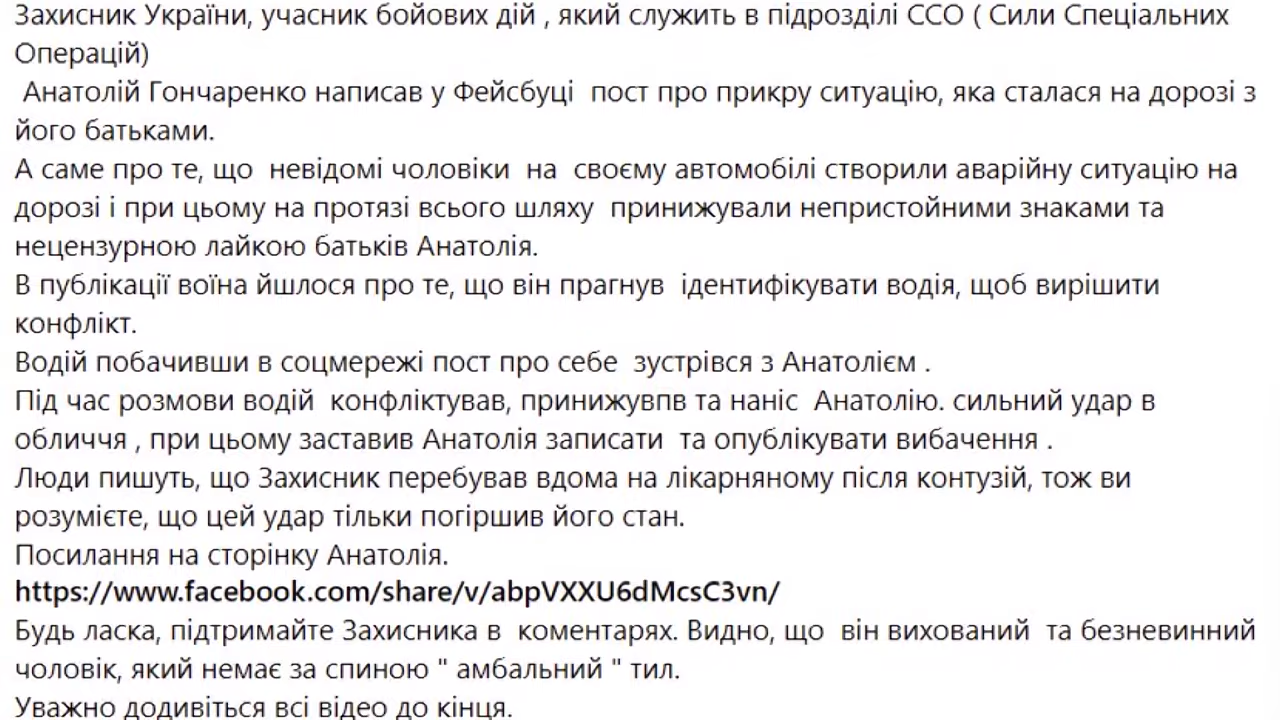 Захисник України, учасник бойових дій , який служить в підрозділі ССО ( Сили Спеціальних
Операцій)
Анатолій Гончаренко написав у Фейсбуці пост про прикру ситуацію, яка сталася на дорозі з
його батьками.
А саме про те, що невідомі чоловіки на своєму автомобілі створили аварійну ситуацію на
дорозі і при цьому на протязі всього шляху принижували непристойними знаками та
нецензурною лайкою батьків Анатолія.
В публікації воїна йшлося про те, що він прагнув ідентифікувати водія, щоб вирішити
конфлікт.
Водій побачивши в соцмережі пост про себе зустрівся з Анатолієм .
Під час розмови водій конфліктував, принижувпв та наніс Анатолію. сильний удар в
обличчя , при цьому заставив Анатолія записати та опублікувати вибачення .
Люди пишуть, що Захисник перебував вдома на лікарняному після контузій, тож ви
розумієте, що цей удар тільки погіршив його стан.
Посилання на сторінку Анатолія.
https://www.facebook.com/share/v/abpVXXU6dMcsC3vn/
Будь ласка, підтримайте Захисника в коментарях. Видно, що він вихований та безневинний
чоловік, який немає за спиною " амбальний " тил.
Уважно додивіться всі відео до кінця.